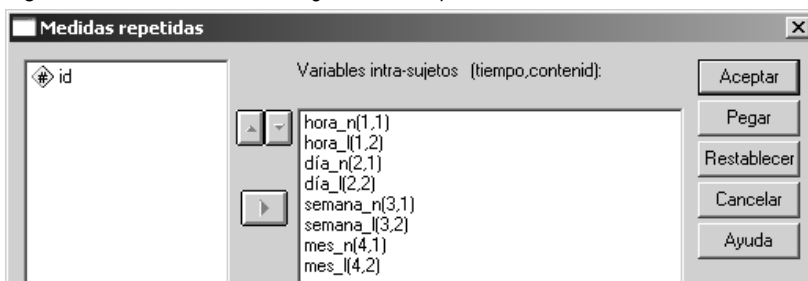 Medidas repetidas
id
Variables intra-sujetos (tiempo,contenid):
hora_n(1,1)
hora_l(1,2)
día_n(2,1)
día_l(2,2)
semana_n(3,1)
semana_l(3,2)
mes_n(4,1)
mes_l(4,2)
Aceptar
Pegar
Restablecer
Cancelar
Ayuda